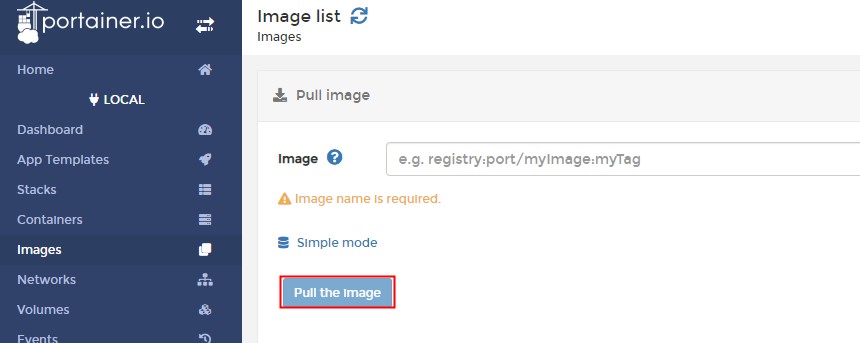 portainer.io
Home
LOCAL
Dashboard
App Templates
Stacks
Containers
Images
Networks
Volumes
Events
Image list
Images
Pull image
Image
e.g. registry:port/myImage:myTag
Image name is required.
Simple mode
Pull the image